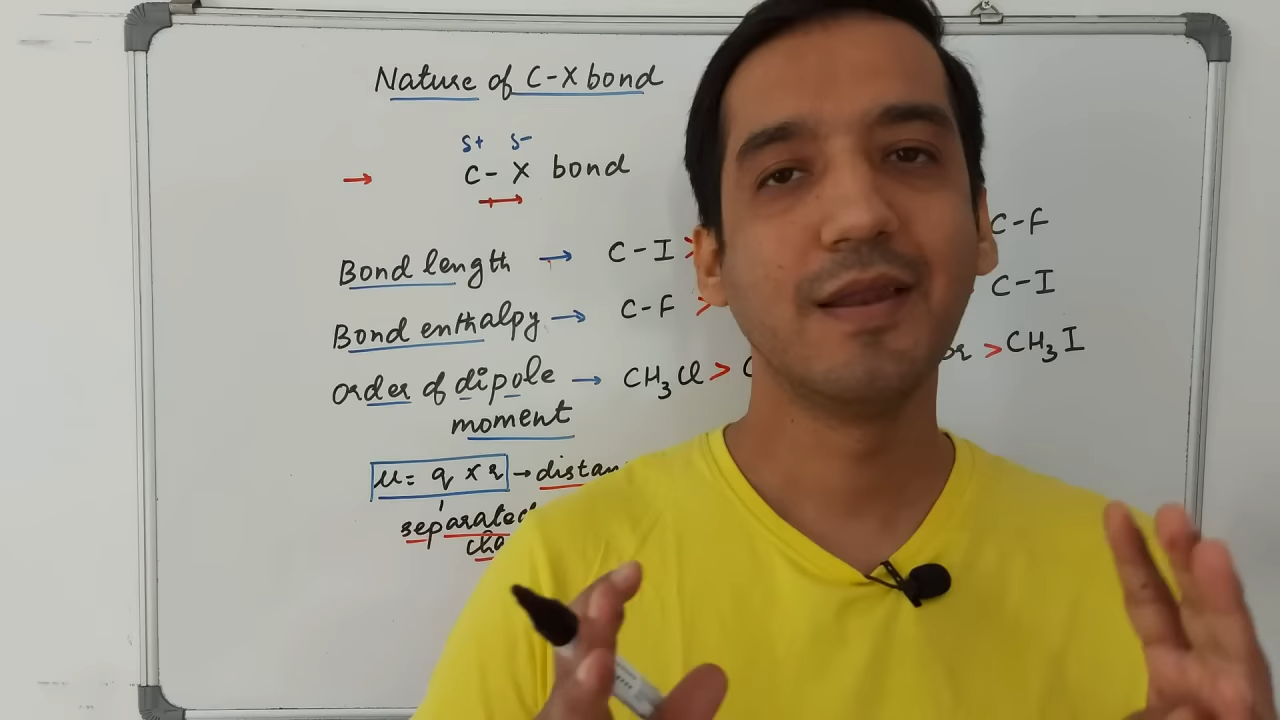 Nature of C-X bond
δ+ δ-
→ C - X bond
Bond length → C-I > C-F
Bond enthalpy → C-F > C-I
Order of dipole → CH₃Cl > > CH₃I
moment
μ = q × r →
separated